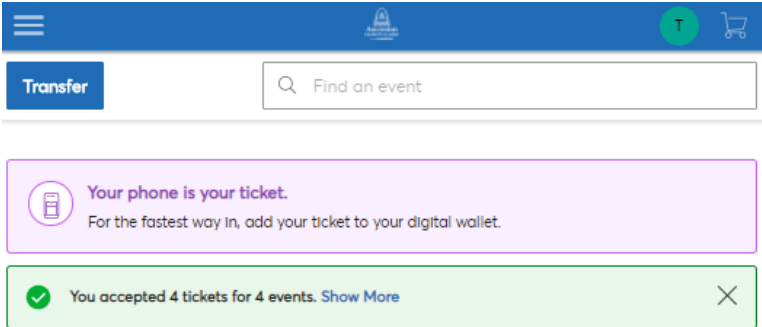 T
Transfer
Find an event
Your phone is your ticket.
For the fastest way in, add your ticket to your digital wallet.
You accepted 4 tickets for 4 events. Show More